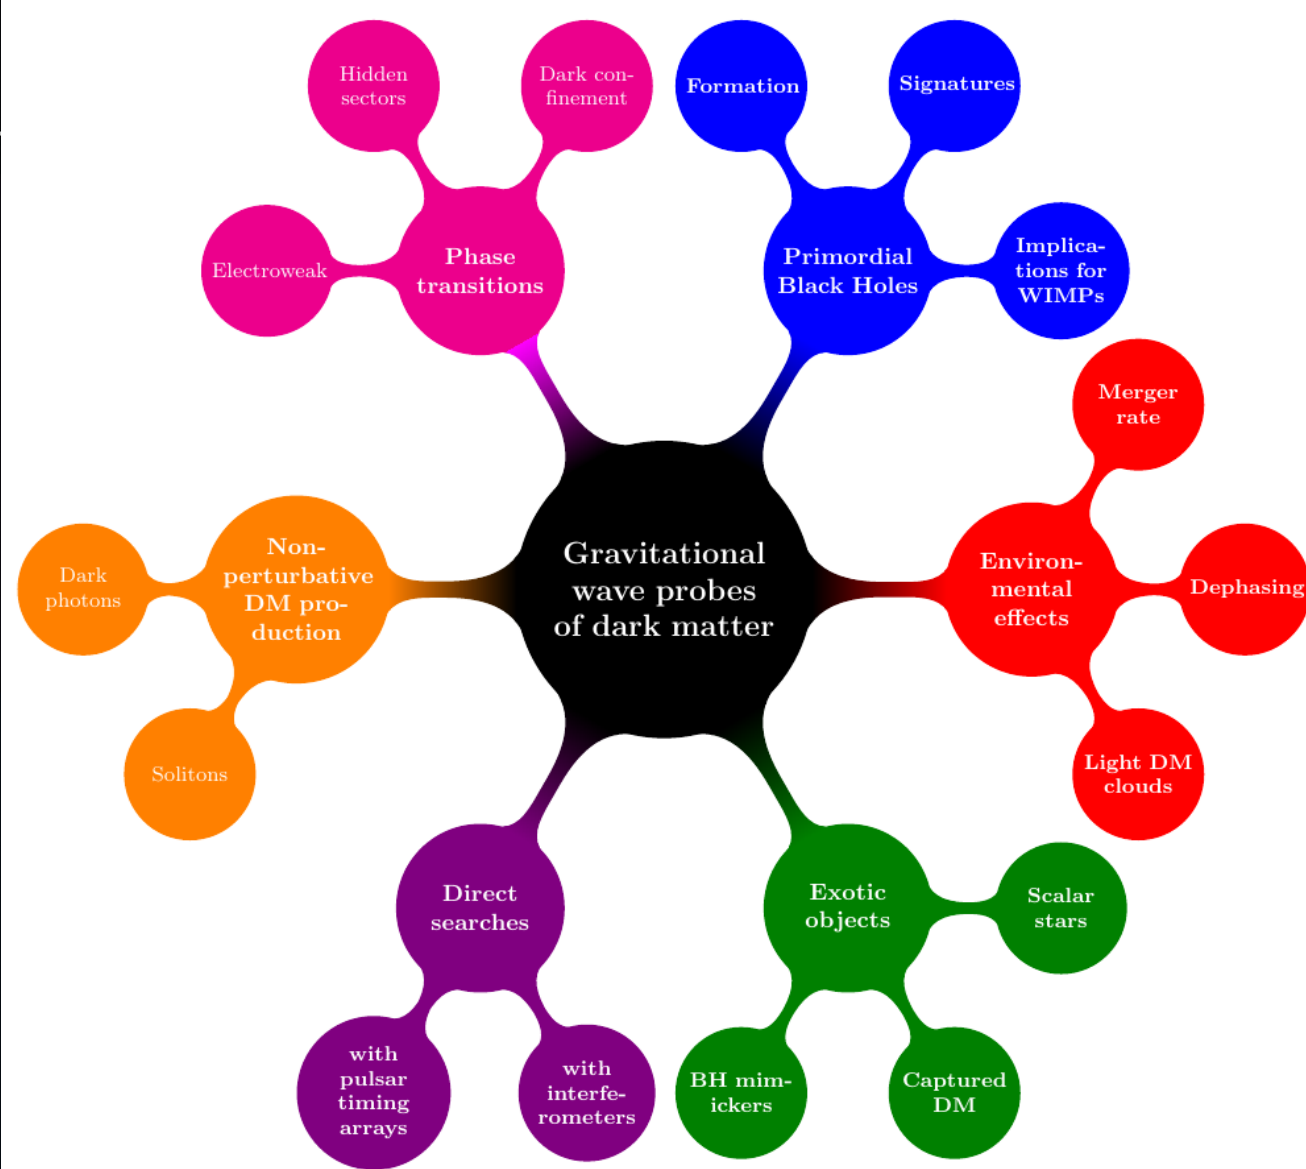 Hidden
sectors
Dark con-
finement
Formation
Signatures
Electroweak
Phase
transitions
Primordial
Black Holes
Implica-
tions for
WIMPs
Merger
rate
Dark
photons
Non-
perturbative
DM pro-
duction
Gravitational
wave probes
of dark matter
Environ-
mental
effects
Dephasing
Solitons
Light DM
clouds
Direct
searches
Exotic
objects
Scalar
stars
with
pulsar
timing
arrays
with
interfe-
rometers
BH mim-
ickers
Captured
DM